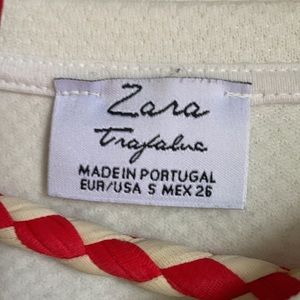 Zara
Trafaluc
MADE IN PORTUGAL
EUR/USA S MEX 26